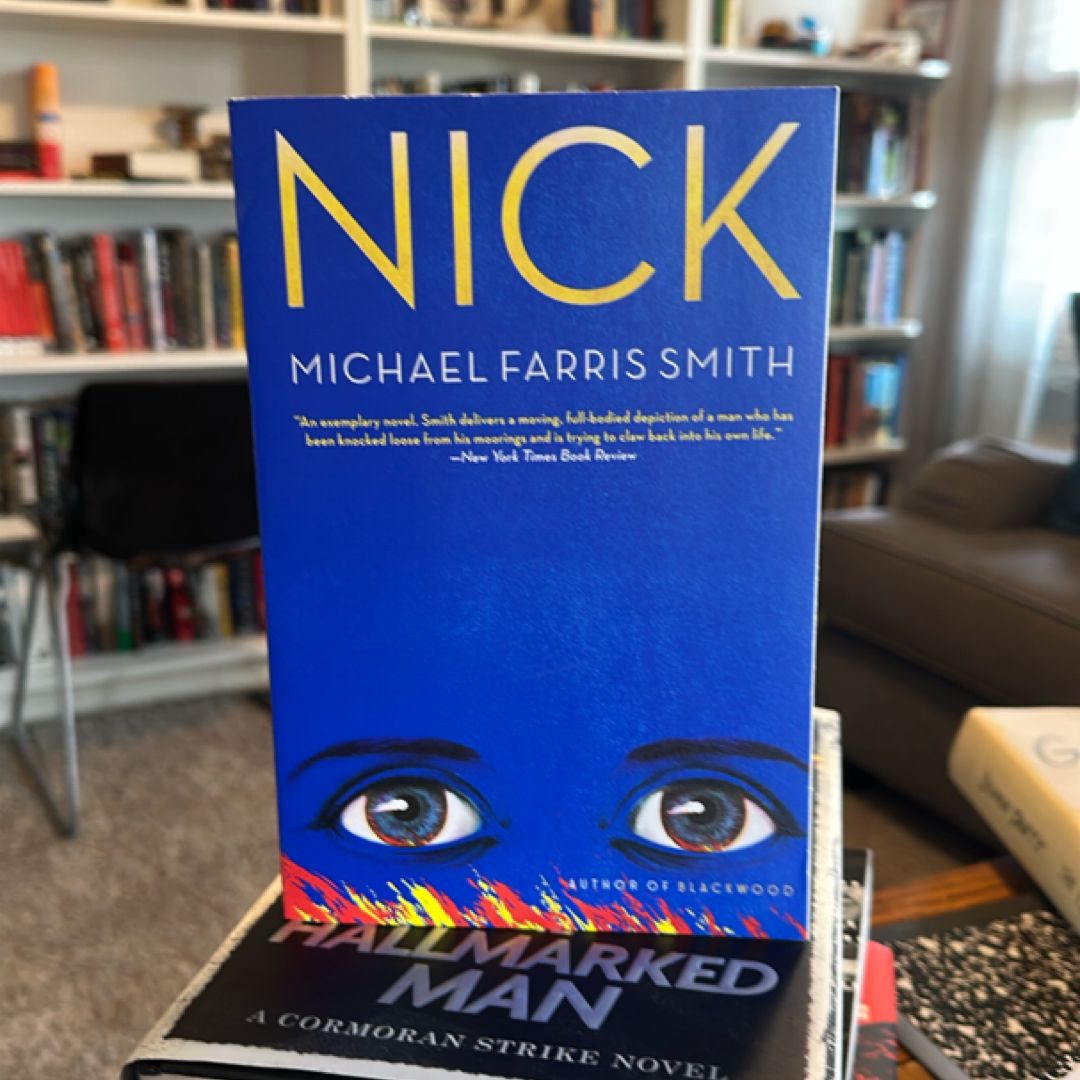 NICK
MICHAEL FARRIS SMITH
"An exemplary novel. Smith delivers a moving, full-bodied depiction of a man who has
been knocked loose from his moorings and is trying to claw back into his own life."
—New York Times Book Review
AUTHOR OF BLACKWOOD
HALLMARKED
MAN
A CORMORAN STRIKE NOVEL